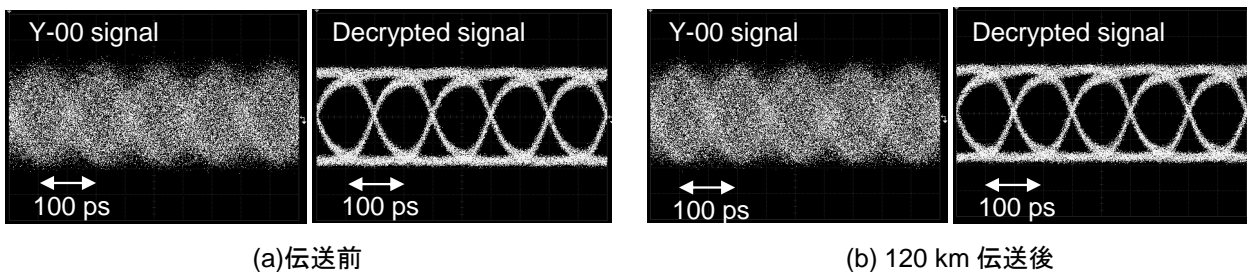 Y-00 signal
Decrypted signal
100 ps
100 ps
(a)伝送前
Y-00 signal
Decrypted signal
100 ps
100 ps
(b) 120 km 伝送後